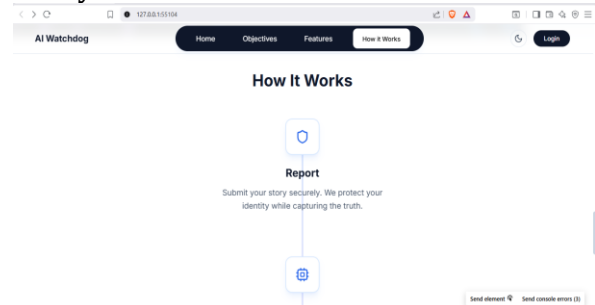 127.0.0.1:55104
AI Watchdog
Home
Objectives
Features
How It Works
Login
How It Works
Report
Submit your story securely. We protect your
identity while capturing the truth.
Send element
Send console errors (3)